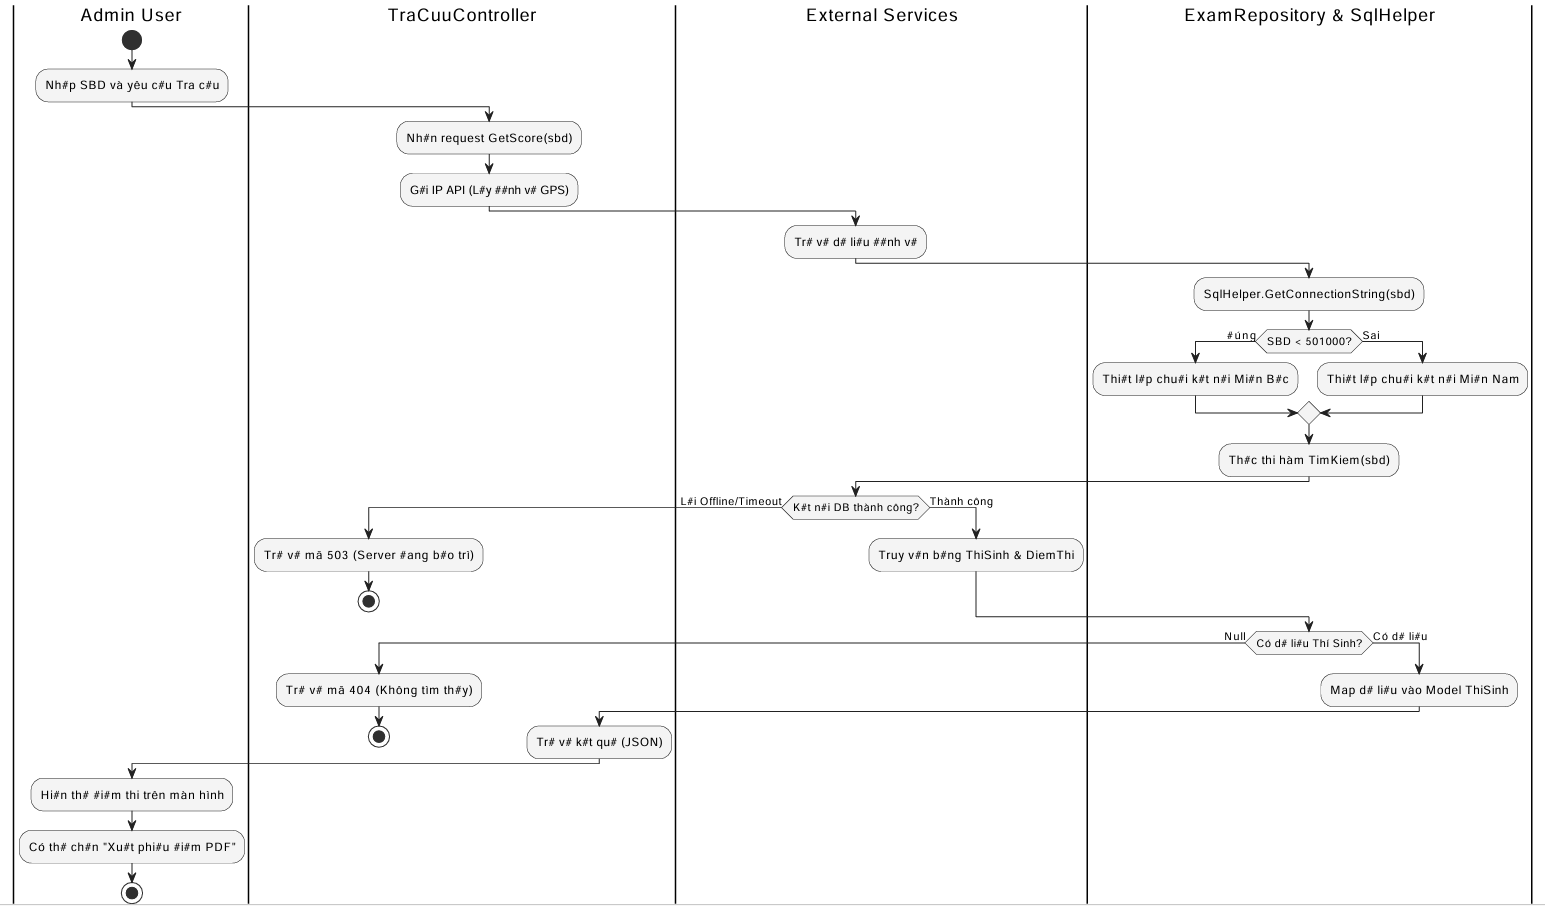 Admin User
TraCuuController
External Services
ExamRepository & SqlHelper
Nh#p SBD và yêu c#u Tra c#u
Nh#n request GetScore(sbd)
G#i IP API (L#y ##nh v# GPS)
Tr# v# d# li#u ##nh v#
SqlHelper.GetConnectionString(sbd)
#úng
SBD < 501000?
Sai
Thi#t l#p chu#i k#t n#i Mi#n B#c
Thi#t l#p chu#i k#t n#i Mi#n Nam
Th#c thi hàm TimKiem(sbd)
L#i Offline/Timeout
K#t n#i DB thành công?
Thành công
Tr# v# mã 503 (Server #ang b#o trì)
Truy v#n b#ng ThiSinh & DiemThi
Null
Có d# li#u Thí Sinh?
Có d# li#u
Tr# v# mã 404 (Không tìm th#y)
Map d# li#u vào Model ThiSinh
Tr# v# k#t qu# (JSON)
Hi#n th# #i#m thi trên màn hình
Có th# ch#n "Xu#t phi#u #i#m PDF"